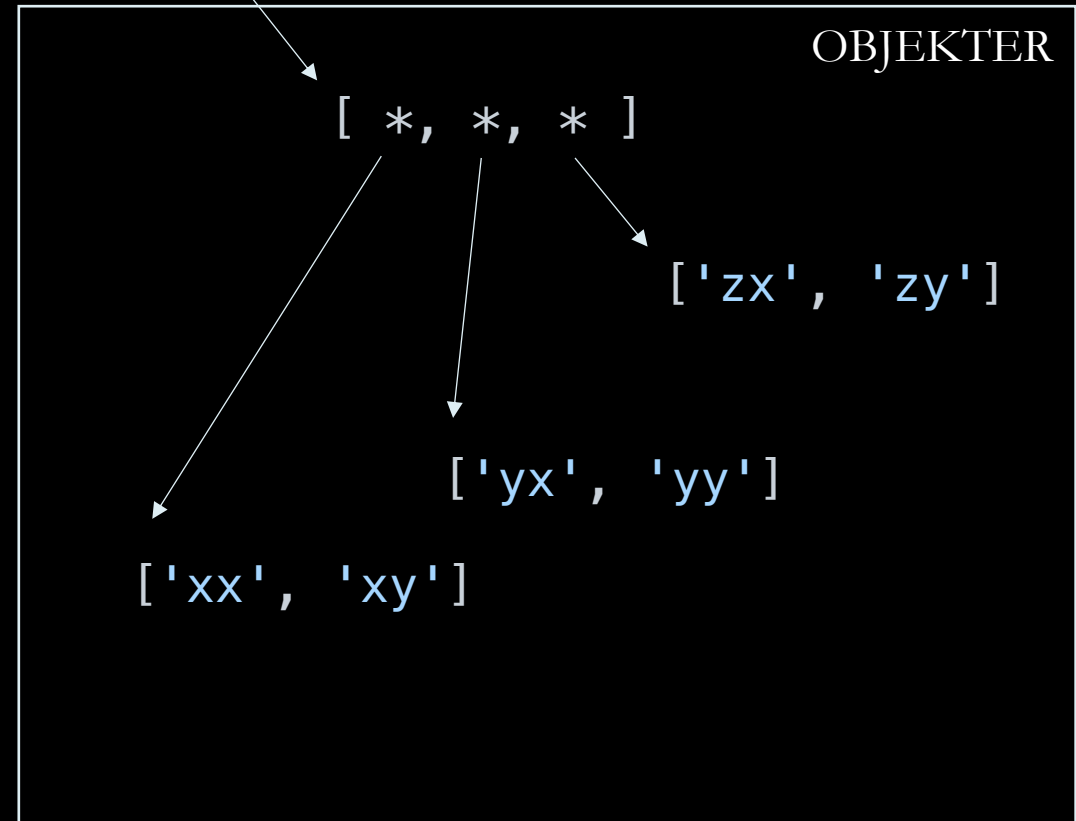 OBJEKTER
[ *, *, * ]
['zx', 'zy']
['yx', 'yy']
['xx', 'xy']